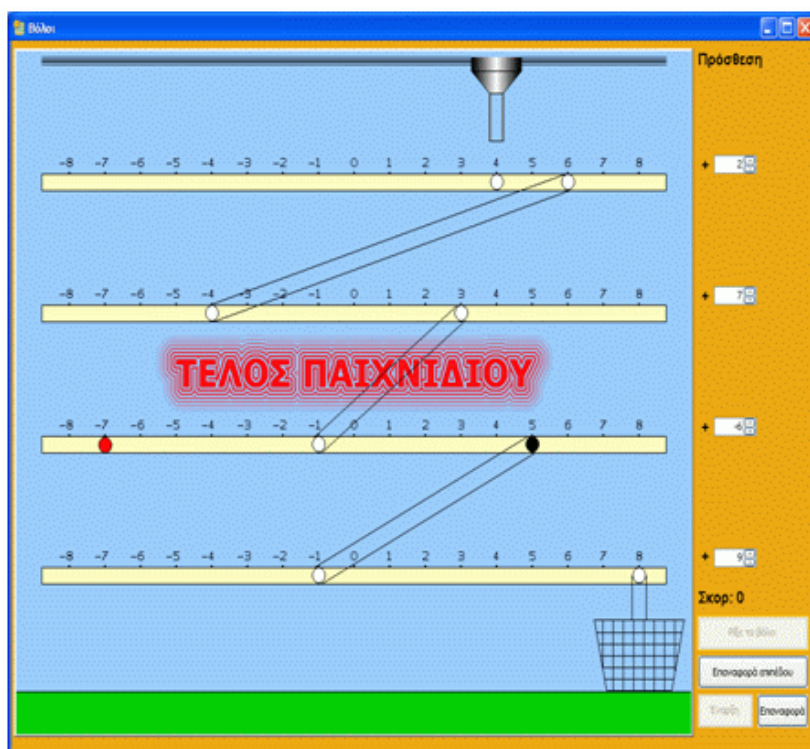 Βόλοι
Πρόσθεση
-8 -7 -6 -5 -4 -3 -2 -1 0 1 2 3 4 5 6 7 8
+ 2
-8 -7 -6 -5 -4 -3 -2 -1 0 1 2 3 4 5 6 7 8
+ 7
ΤΕΛΟΣ ΠΑΙΧΝΙΔΙΟΥ
-8 -7 -6 -5 -4 -3 -2 -1 0 1 2 3 4 5 6 7 8
+ -6
-8 -7 -6 -5 -4 -3 -2 -1 0 1 2 3 4 5 6 7 8
+ 9
Σκορ: 0
Ρίξε το βόλο
Επαναφορά επιπέδου
Έναρξη Επαναφορά